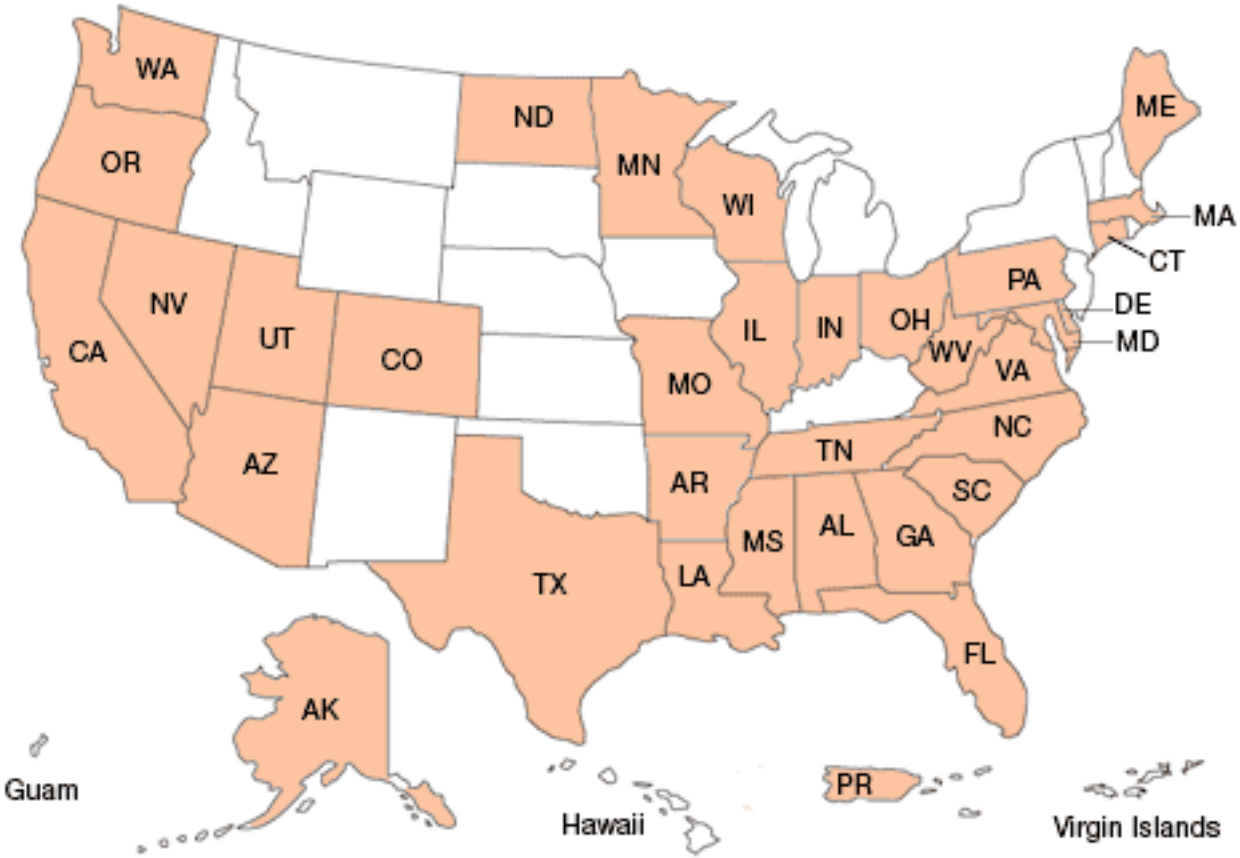 WA
ND
ME
OR
MN
WI
MA
CT
PA
NV
DE
UT
IL
IN
OH
MD
CA
CO
WV
VA
MO
NC
TN
AZ
AR
SC
MS
AL
GA
LA
TX
FL
AK
Guam
PR
Hawaii
Virgin Islands